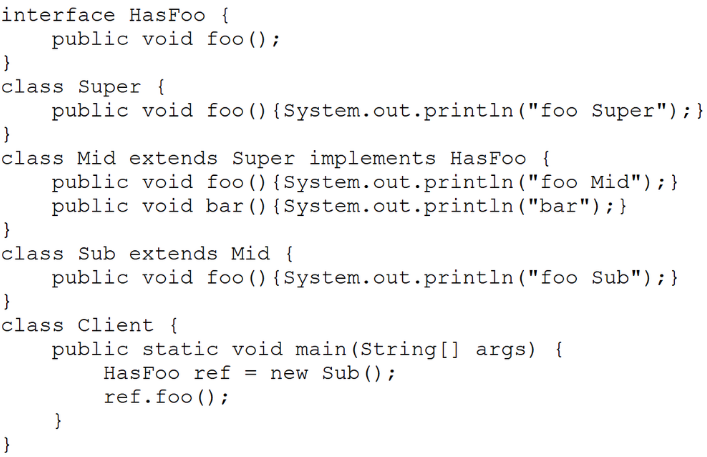 interface HasFoo {
    public void foo();
}
class Super {
    public void foo(){System.out.println("foo Super");}
}
class Mid extends Super implements HasFoo {
    public void foo(){System.out.println("foo Mid");}
    public void bar(){System.out.println("bar");}
}
class Sub extends Mid {
    public void foo(){System.out.println("foo Sub");}
}
class Client {
    public static void main(String[] args) {
        HasFoo ref = new Sub();
        ref.foo();
    }
}